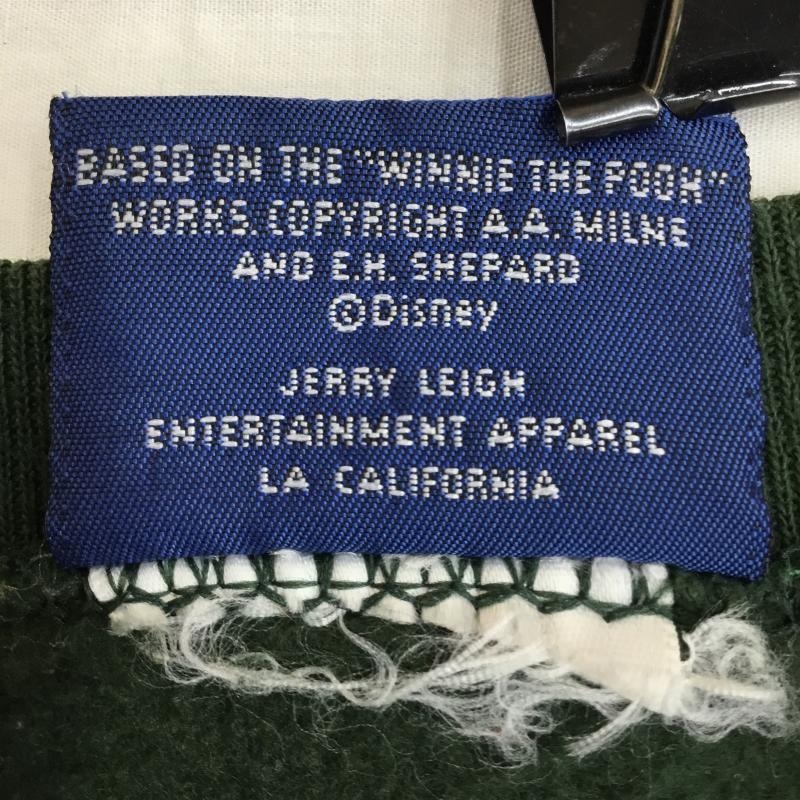 BASED ON THE "WINNIE THE POOH"
WORKS. COPYRIGHT A.A. MILNE
AND E.H. SHEPARD
©Disney
JERRY LEIGH
ENTERTAINMENT APPAREL
LA CALIFORNIA